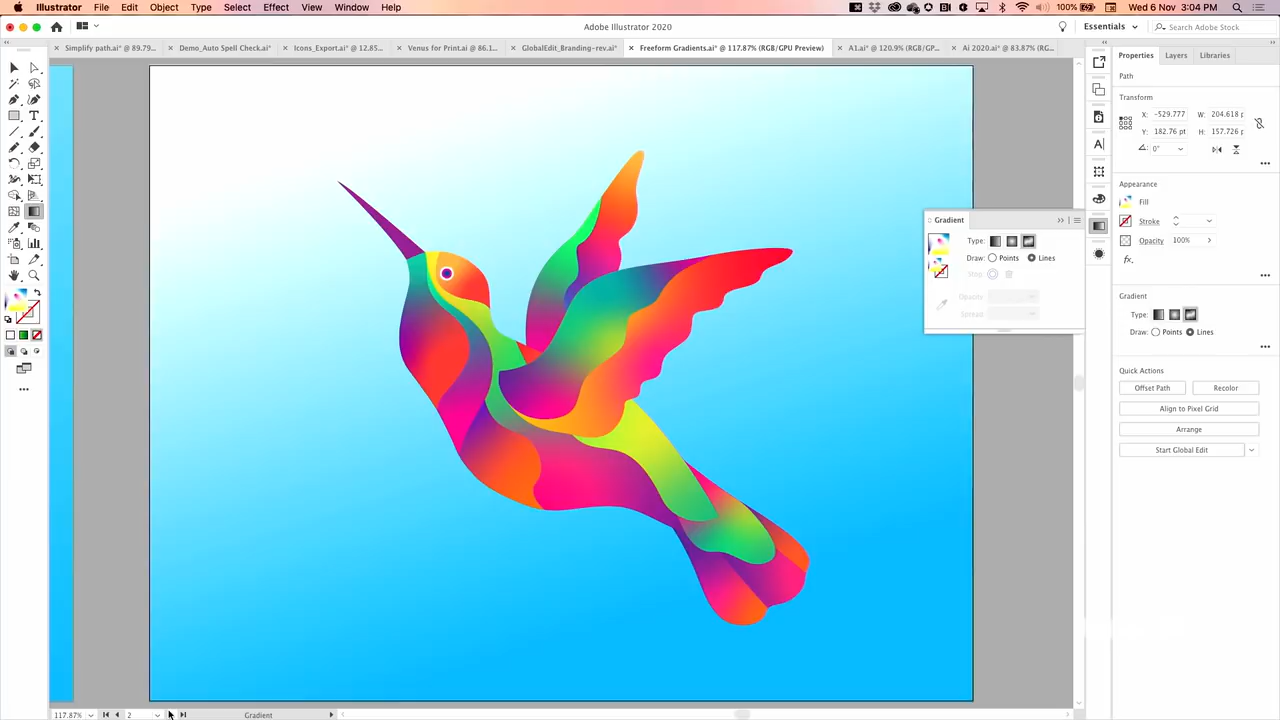 Illustrator File Edit Object Type Select Effect View Window Help 100% Wed 6 Nov 3:04 PM
Adobe Illustrator 2020 Essentials Search Adobe Stock
Simplify path.ai* @ 89.79... Demo_Auto Spell Check.ai* Icons_Export.ai* @ 12.85... Venus for Print.ai* @ 86.1... GlobalEdit_Branding-rev.ai* Freeform Gradients.ai* @ 117.87% (RGB/GPU Preview) A1.ai* @ 120.9% (RGB/GP... Ai 2020.ai* @ 83.87% (RG...
Properties Layers Libraries
Path
Transform
X: -529.777 W: 204.618 p
Y: 182.76 pt H: 157.726 p
0°
Appearance
Fill
Stroke
Opacity 100%
fx.
Gradient
Type:
Draw: Points Lines
Stop:
Opacity:
Spread:
Gradient
Type:
Draw: Points Lines
Quick Actions
Offset Path Recolor
Align to Pixel Grid
Arrange
Start Global Edit
117.87% 2 Gradient